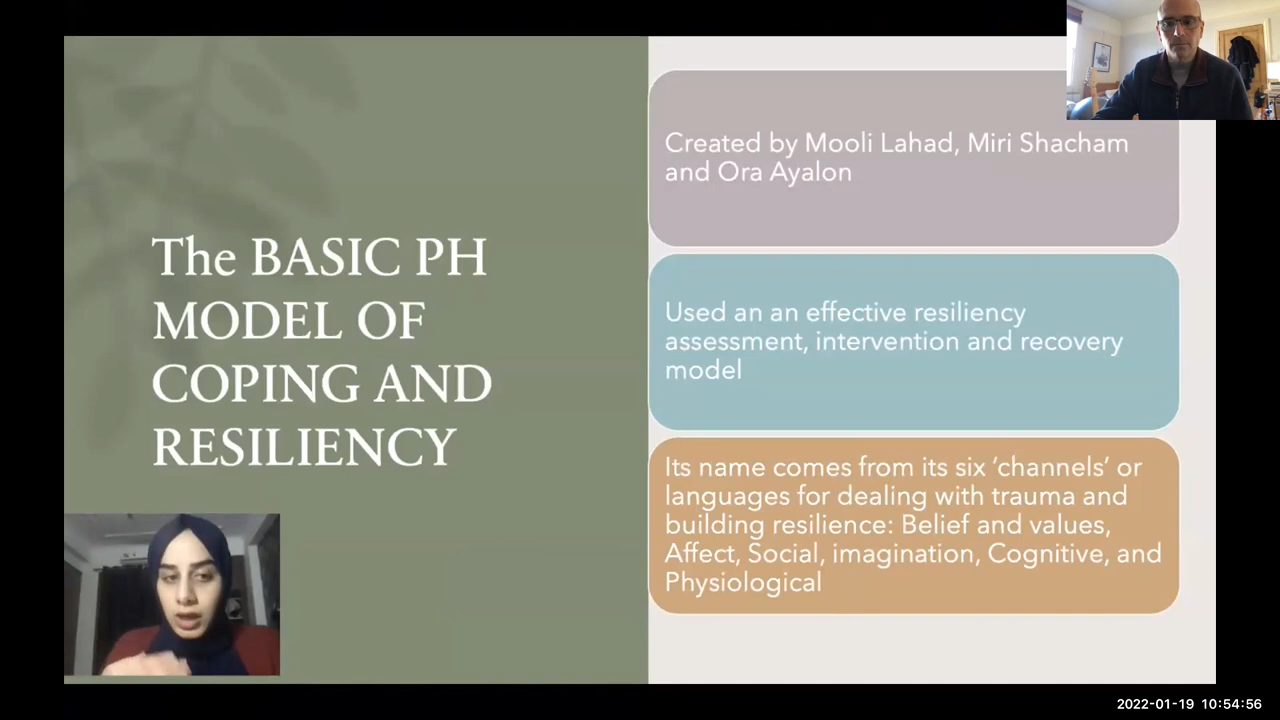 The BASIC PH
MODEL OF
COPING AND
RESILIENCY
Created by Mooli Lahad, Miri Shacham
and Ora Ayalon
Used an an effective resiliency
assessment, intervention and recovery
model
Its name comes from its six ‘channels’ or
languages for dealing with trauma and
building resilience: Belief and values,
Affect, Social, imagination, Cognitive, and
Physiological
2022-01-19 10:54:56